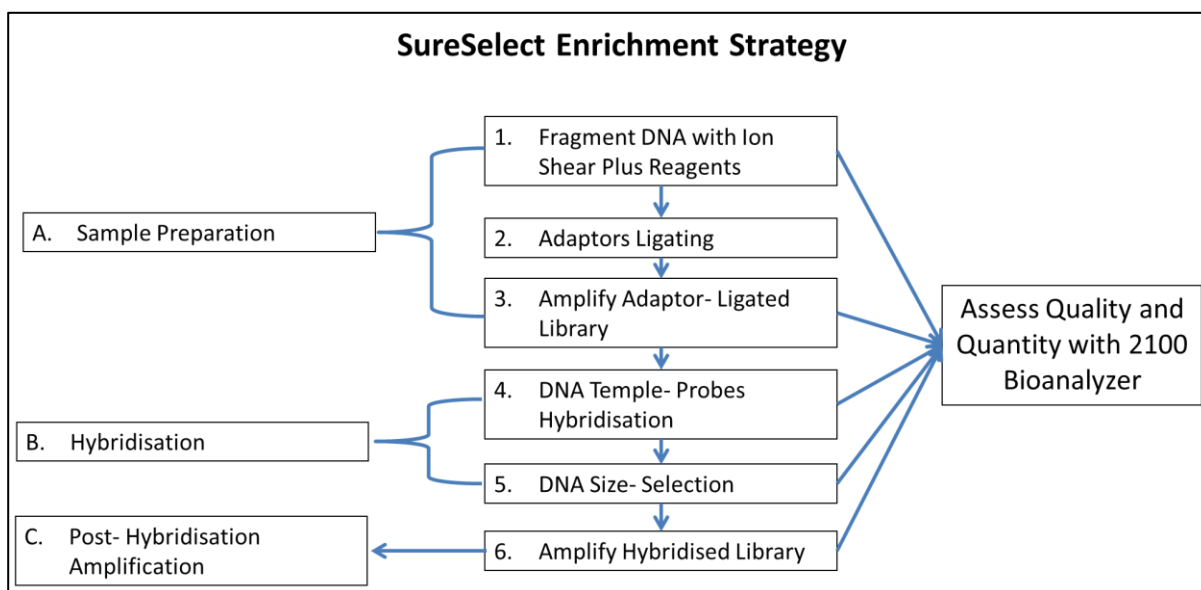 SureSelect Enrichment Strategy
A. Sample Preparation
1. Fragment DNA with Ion
Shear Plus Reagents
2. Adaptors Ligating
3. Amplify Adaptor- Ligated
Library
B. Hybridisation
4. DNA Temple- Probes
Hybridisation
5. DNA Size- Selection
C. Post- Hybridisation
Amplification
6. Amplify Hybridised Library
Assess Quality and
Quantity with 2100
Bioanalyzer